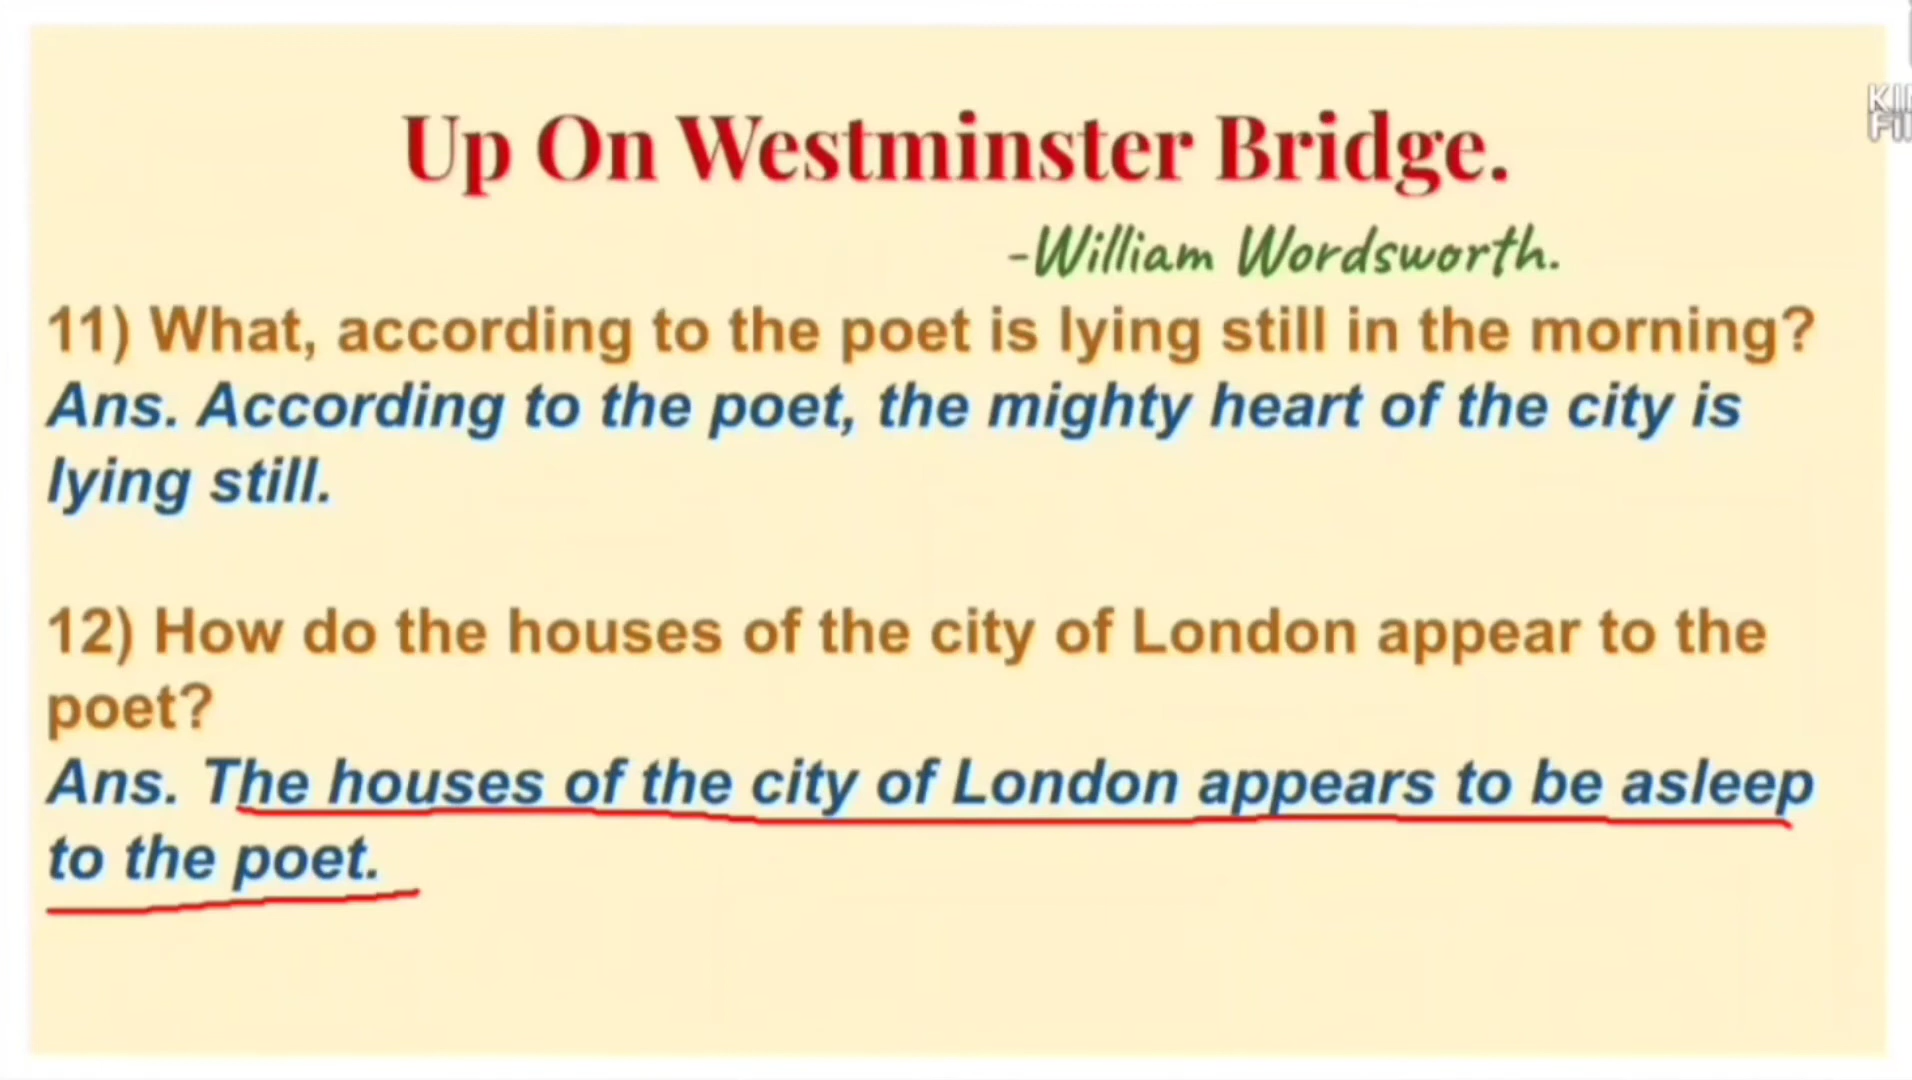 Up On Westminster Bridge.
-William Wordsworth.
11) What, according to the poet is lying still in the morning?
Ans. According to the poet, the mighty heart of the city is
lying still.
12) How do the houses of the city of London appear to the
poet?
Ans. The houses of the city of London appears to be asleep
to the poet.